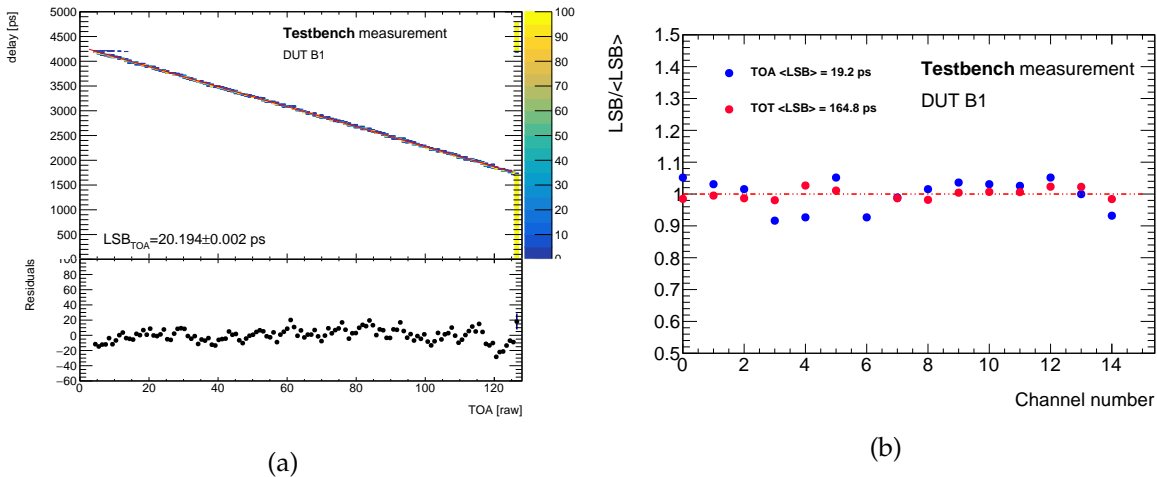 delay [ps]
5000
4500
4000
3500
3000
2500
2000
1500
1000
500
0
Testbench measurement
DUT B1
LSB_TOA=20.194±0.002 ps
100
90
80
70
60
50
40
30
20
10
0
Residuals
100
80
60
40
20
0
−20
−40
−60
0 20 40 60 80 100 120
TOA [raw]
(a)
LSB/<LSB>
1.5
1.4
1.3
1.2
1.1
1
0.9
0.8
0.7
0.6
0.5
TOA <LSB> = 19.2 ps
TOT <LSB> = 164.8 ps
Testbench measurement
DUT B1
0 2 4 6 8 10 12 14
Channel number
(b)